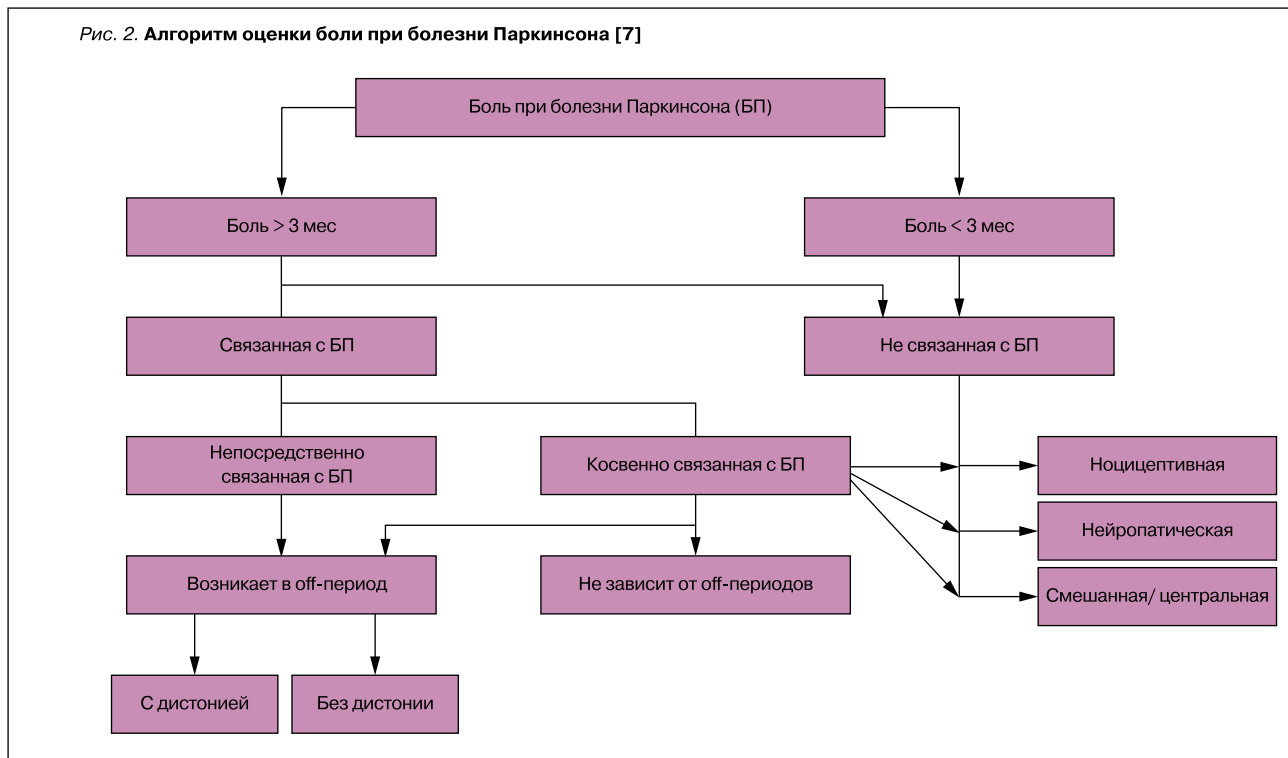 Рис. 2. Алгоритм оценки боли при болезни Паркинсона [7]
Боль при болезни Паркинсона (БП)
Боль > 3 мес
Боль < 3 мес
Связанная с БП
Не связанная с БП
Непосредственно
связанная с БП
Косвенно связанная с БП
Ноцицептивная
Нейропатическая
Возникает в off-период
Не зависит от off-периодов
Смешанная/ центральная
С дистонией
Без дистонии